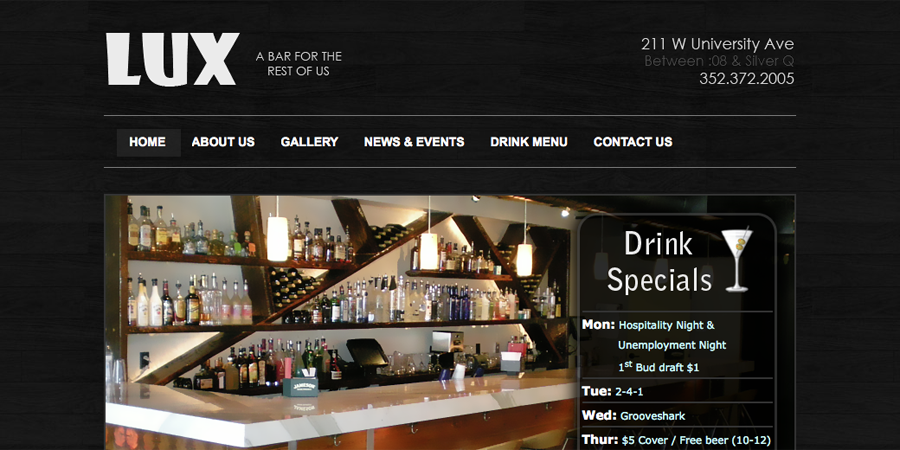 LUX
A BAR FOR THE
REST OF US
211 W University Ave
Between :08 & Silver Q
352.372.2005
HOME ABOUT US GALLERY NEWS & EVENTS DRINK MENU CONTACT US
Drink
Specials
Mon: Hospitality Night &
Unemployment Night
1st Bud draft $1
Tue: 2-4-1
Wed: Grooveshark
Thur: $5 Cover / Free beer (10-12)
JAMESON